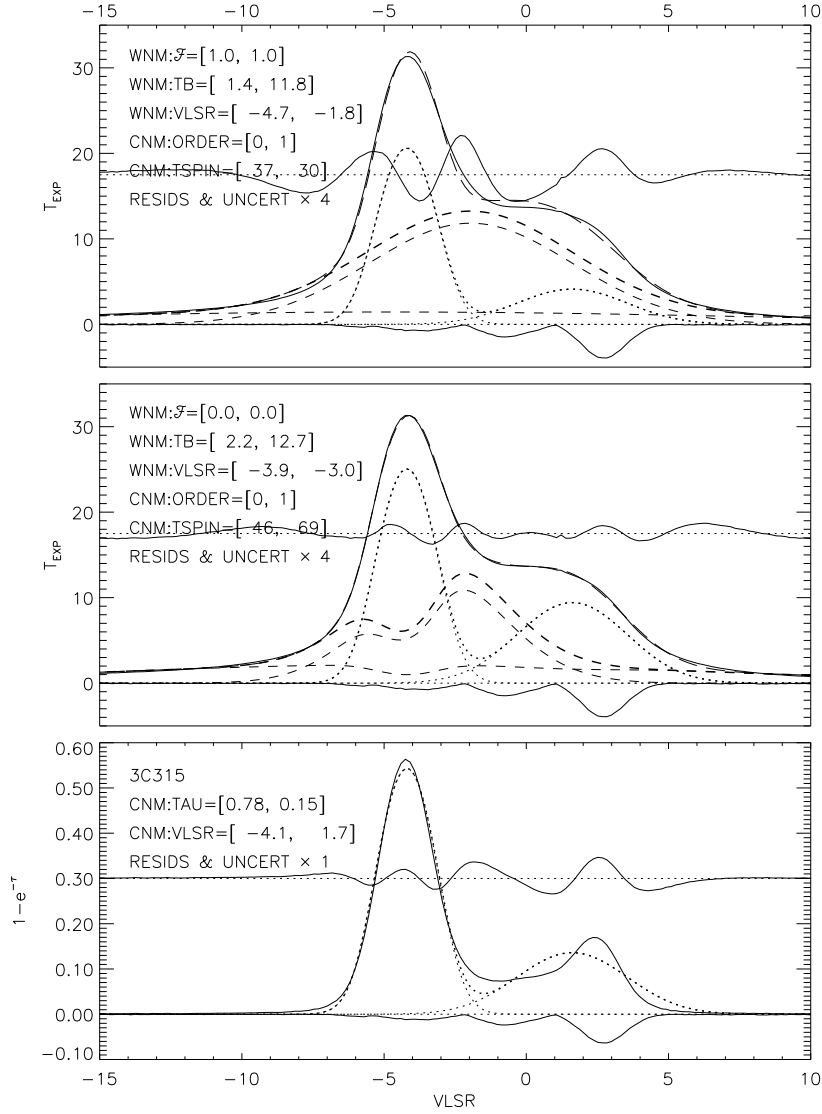 −15 −10 −5 0 5 10
WNM:ℱ=[1.0, 1.0]
WNM:TB=[ 1.4, 11.8]
WNM:VLSR=[ −4.7, −1.8]
CNM:ORDER=[0, 1]
CNM:TSPIN=[ 37, 30]
RESIDS & UNCERT × 4
T_EXP
30
20
10
0
WNM:ℱ=[0.0, 0.0]
WNM:TB=[ 2.2, 12.7]
WNM:VLSR=[ −3.9, −3.0]
CNM:ORDER=[0, 1]
CNM:TSPIN=[ 46, 69]
RESIDS & UNCERT × 4
T_EXP
30
20
10
0
3C315
CNM:TAU=[0.78, 0.15]
CNM:VLSR=[ −4.1, 1.7]
RESIDS & UNCERT × 1
1−e^−τ
0.60
0.50
0.40
0.30
0.20
0.10
0.00
−0.10
−15 −10 −5 0 5 10
VLSR